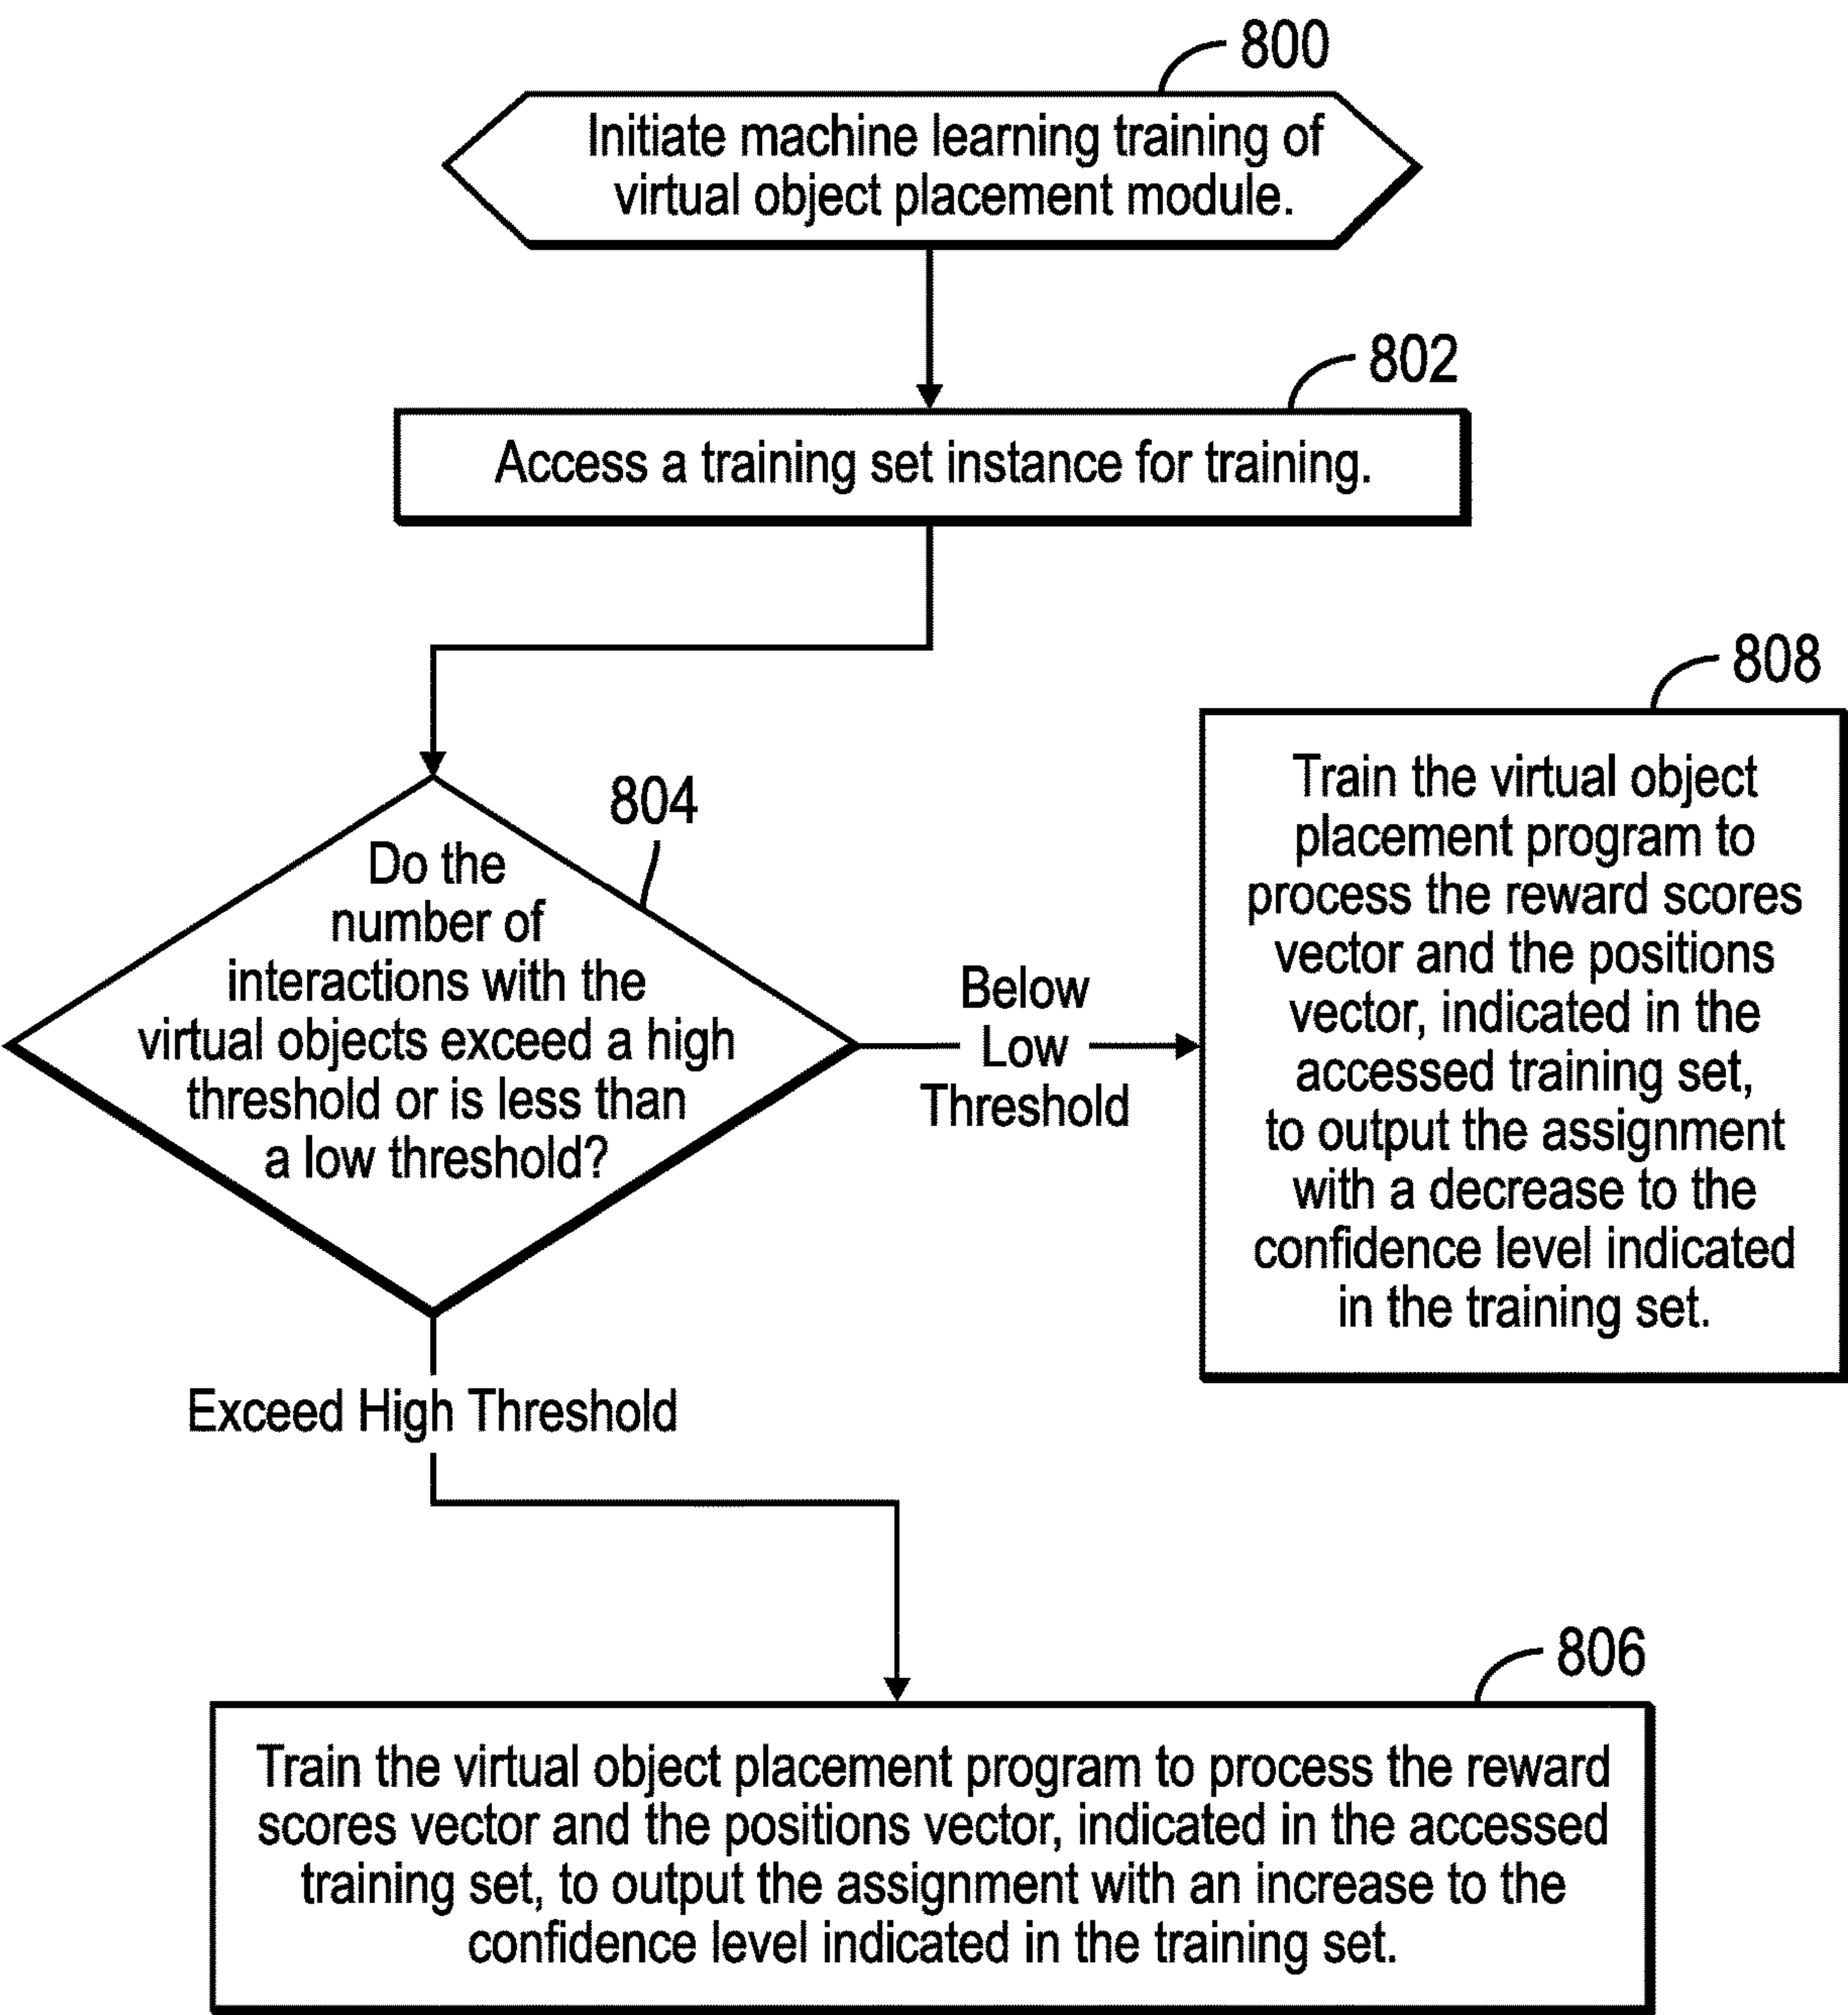 800
Initiate machine learning training of
virtual object placement module.
802
Access a training set instance for training.
804
Do the
number of
interactions with the
virtual objects exceed a high
threshold or is less than
a low threshold?
Below
Low
Threshold
808
Train the virtual object
placement program to
process the reward scores
vector and the positions
vector, indicated in the
accessed training set,
to output the assignment
with a decrease to the
confidence level indicated
in the training set.
Exceed High Threshold
806
Train the virtual object placement program to process the reward
scores vector and the positions vector, indicated in the accessed
training set, to output the assignment with an increase to the
confidence level indicated in the training set.